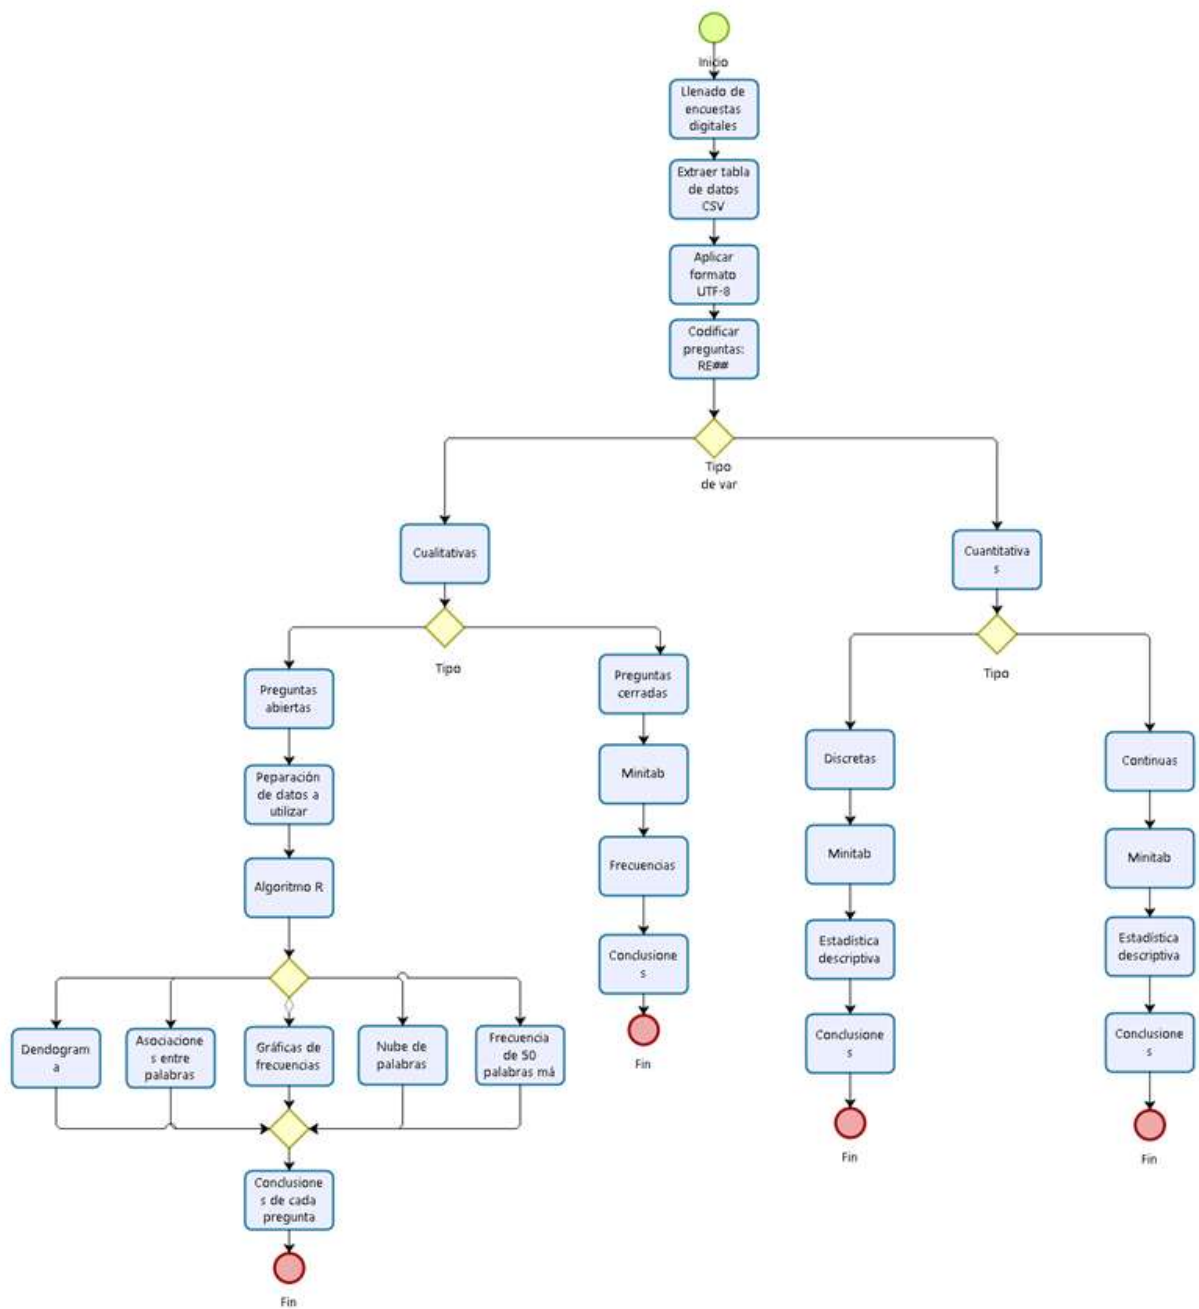 Inicio
Llenado de
encuestas
digitales
Extraer tabla
de datos
CSV
Aplicar
formato
UTF-8
Codificar
preguntas:
RE##
Tipo
de var
Cualitativas
Cuantitativa
s
Tipo
Tipo
Preguntas
abiertas
Preguntas
cerradas
Discretas
Continuas
Peparación
de datos a
utilizar
Minitab
Minitab
Minitab
Algoritmo R
Frecuencias
Estadística
descriptiva
Estadística
descriptiva
Conclusione
s
Conclusione
s
Conclusione
s
Dendogram
a
Asociacione
s entre
palabras
Gráficas de
frecuencias
Nube de
palabras
Frecuencia
de 50
palabras má
Fin
Fin
Fin
Conclusione
s de cada
pregunta
Fin